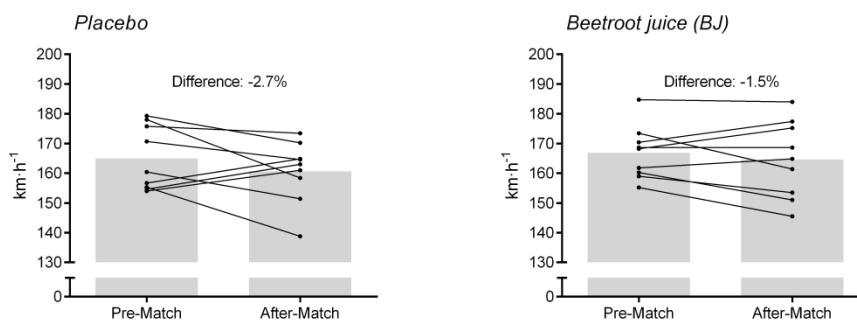 Placebo
Difference: -2.7%
200
190
180
170
160
150
140
130
0
km·h⁻¹
Pre-Match
After-Match
Beetroot juice (BJ)
Difference: -1.5%
200
190
180
170
160
150
140
130
0
km·h⁻¹
Pre-Match
After-Match